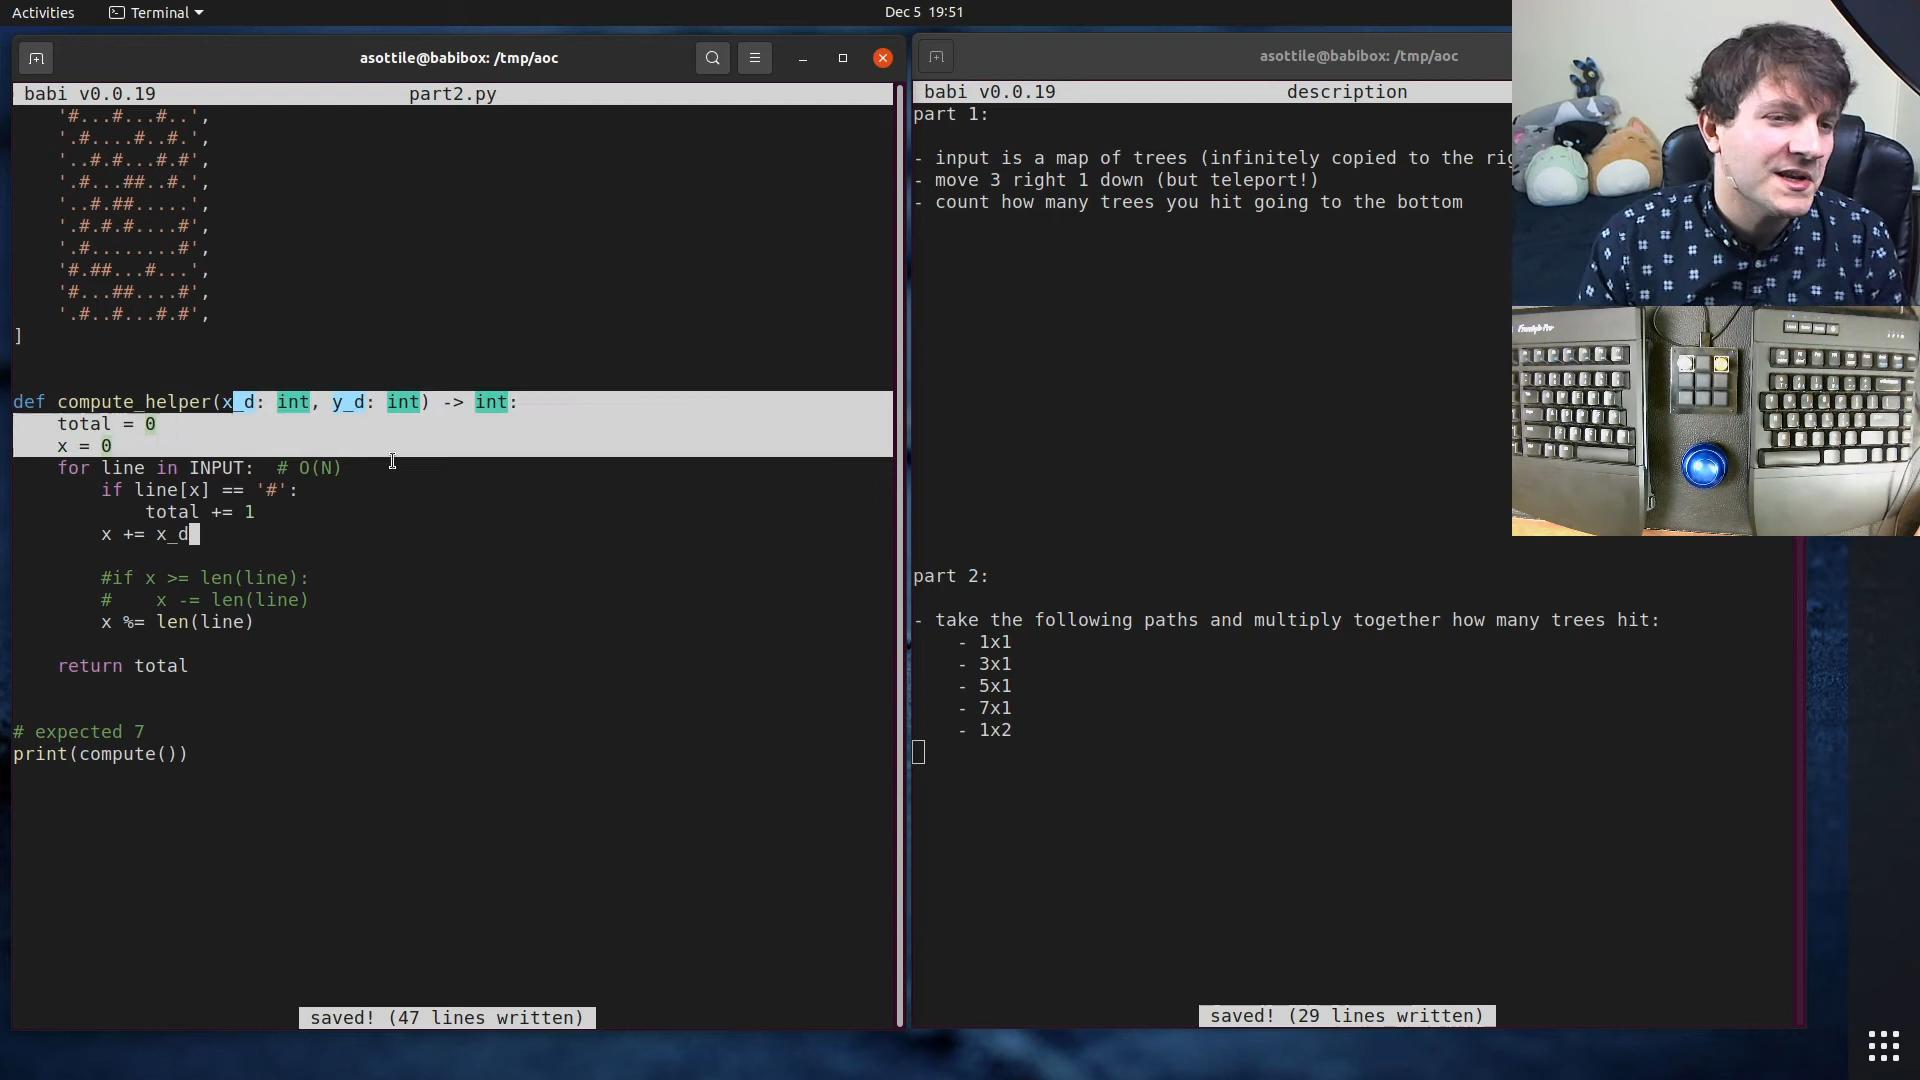 Activities
Terminal
Dec 5 19:51
asottile@babibox: /tmp/aoc
babi v0.0.19 part2.py
'#...#...#..',
'.#....#..#.',
'..#.#...#.#',
'.#...##..#.',
'..#.##.....',
'.#.#.#....#',
'.#........#',
'#.##...#...',
'#...##....#',
'.#..#...#.#',
]
def compute_helper(x_d: int, y_d: int) -> int:
    total = 0
    x = 0
    for line in INPUT:  # O(N)
        if line[x] == '#':
            total += 1
        x += x_d
        #if x >= len(line):
        #    x -= len(line)
        x %= len(line)
    return total
# expected 7
print(compute())
saved! (47 lines written)
asottile@babibox: /tmp/aoc
babi v0.0.19 description
part 1:
- input is a map of trees (infinitely copied to the rig
- move 3 right 1 down (but teleport!)
- count how many trees you hit going to the bottom
part 2:
- take the following paths and multiply together how many trees hit:
    - 1x1
    - 3x1
    - 5x1
    - 7x1
    - 1x2
saved! (29 lines written)
Freestyle Pro